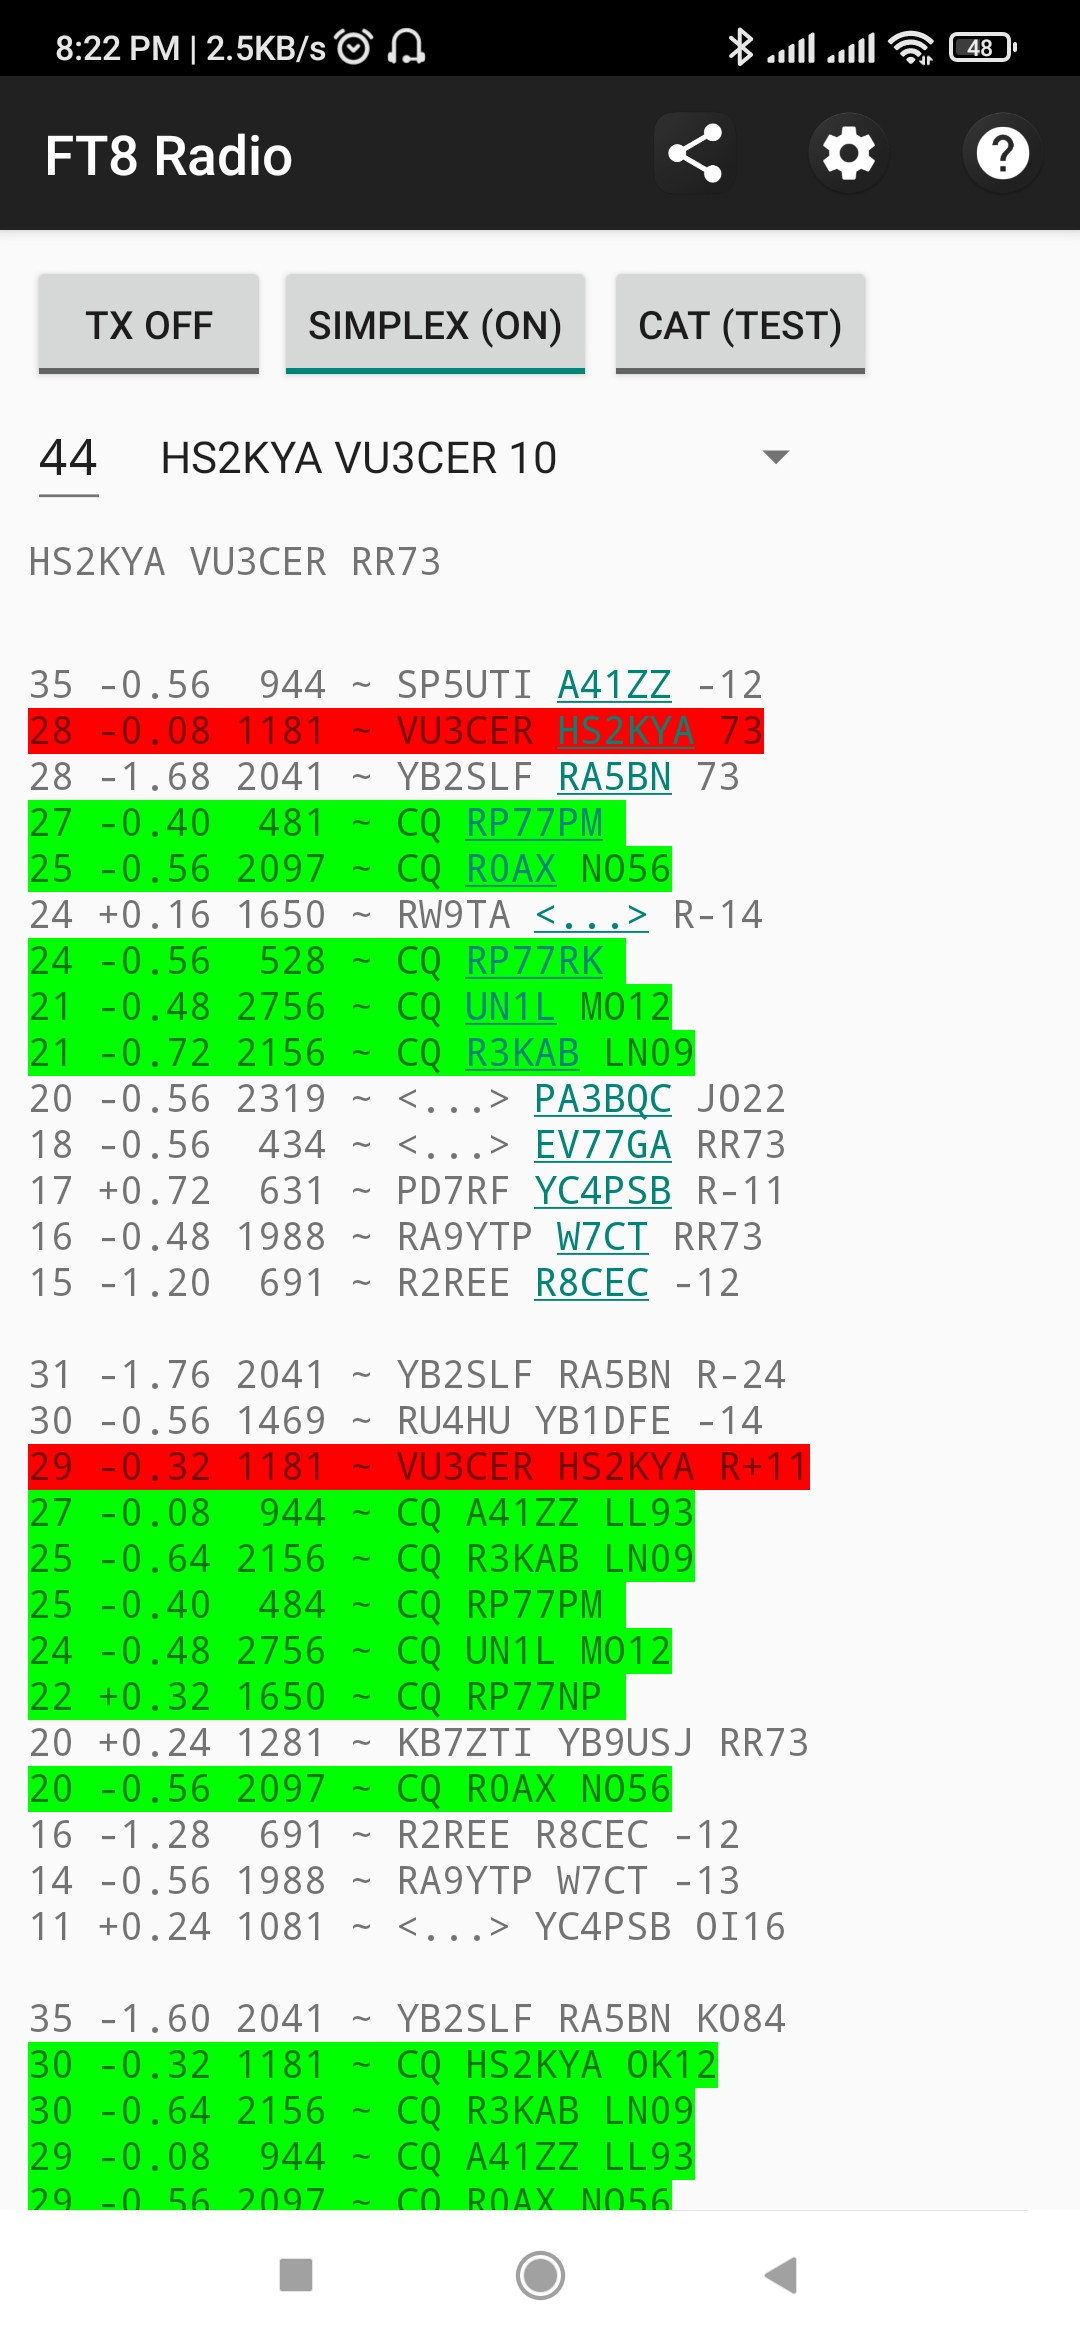 8:22 PM | 2.5KB/s 48
FT8 Radio
TX OFF SIMPLEX (ON) CAT (TEST)
44 HS2KYA VU3CER 10
HS2KYA VU3CER RR73
35 -0.56 944 ~ SP5UTI A41ZZ -12
28 -0.08 1181 ~ VU3CER HS2KYA 73
28 -1.68 2041 ~ YB2SLF RA5BN 73
27 -0.40 481 ~ CQ RP77PM
25 -0.56 2097 ~ CQ R0AX NO56
24 +0.16 1650 ~ RW9TA <...> R-14
24 -0.56 528 ~ CQ RP77RK
21 -0.48 2756 ~ CQ UN1L MO12
21 -0.72 2156 ~ CQ R3KAB LN09
20 -0.56 2319 ~ <...> PA3BQC JO22
18 -0.56 434 ~ <...> EV77GA RR73
17 +0.72 631 ~ PD7RF YC4PSB R-11
16 -0.48 1988 ~ RA9YTP W7CT RR73
15 -1.20 691 ~ R2REE R8CEC -12
31 -1.76 2041 ~ YB2SLF RA5BN R-24
30 -0.56 1469 ~ RU4HU YB1DFE -14
29 -0.32 1181 ~ VU3CER HS2KYA R+11
27 -0.08 944 ~ CQ A41ZZ LL93
25 -0.64 2156 ~ CQ R3KAB LN09
25 -0.40 484 ~ CQ RP77PM
24 -0.48 2756 ~ CQ UN1L MO12
22 +0.32 1650 ~ CQ RP77NP
20 +0.24 1281 ~ KB7ZTI YB9USJ RR73
20 -0.56 2097 ~ CQ R0AX NO56
16 -1.28 691 ~ R2REE R8CEC -12
14 -0.56 1988 ~ RA9YTP W7CT -13
11 +0.24 1081 ~ <...> YC4PSB OI16
35 -1.60 2041 ~ YB2SLF RA5BN KO84
30 -0.32 1181 ~ CQ HS2KYA OK12
30 -0.64 2156 ~ CQ R3KAB LN09
29 -0.08 944 ~ CQ A41ZZ LL93
29 -0.56 2097 ~ CQ R0AX NO56